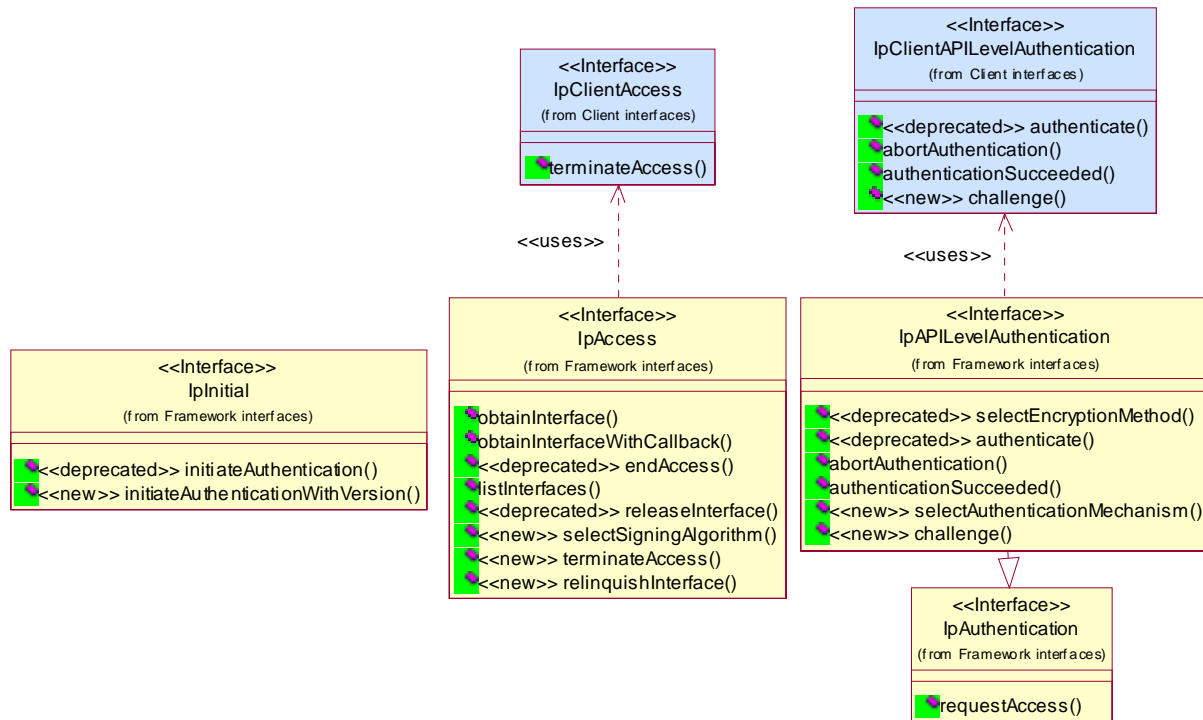 <<Interface>>
IpClientAccess
(from Client interfaces)
terminateAccess()
<<Interface>>
IpClientAPILevelAuthentication
(from Client interfaces)
<<deprecated>> authenticate()
abortAuthentication()
authenticationSucceeded()
<<new>> challenge()
<<uses>>
<<uses>>
<<Interface>>
IpInitial
(from Framework interfaces)
<<deprecated>> initiateAuthentication()
<<new>> initiateAuthenticationWithVersion()
<<Interface>>
IpAccess
(from Framework interfaces)
obtainInterface()
obtainInterfaceWithCallback()
<<deprecated>> endAccess()
listInterfaces()
<<deprecated>> releaseInterface()
<<new>> selectSigningAlgorithm()
<<new>> terminateAccess()
<<new>> relinquishInterface()
<<Interface>>
IpAPILevelAuthentication
(from Framework interfaces)
<<deprecated>> selectEncryptionMethod()
<<deprecated>> authenticate()
abortAuthentication()
authenticationSucceeded()
<<new>> selectAuthenticationMechanism()
<<new>> challenge()
<<Interface>>
IpAuthentication
(from Framework interfaces)
requestAccess()